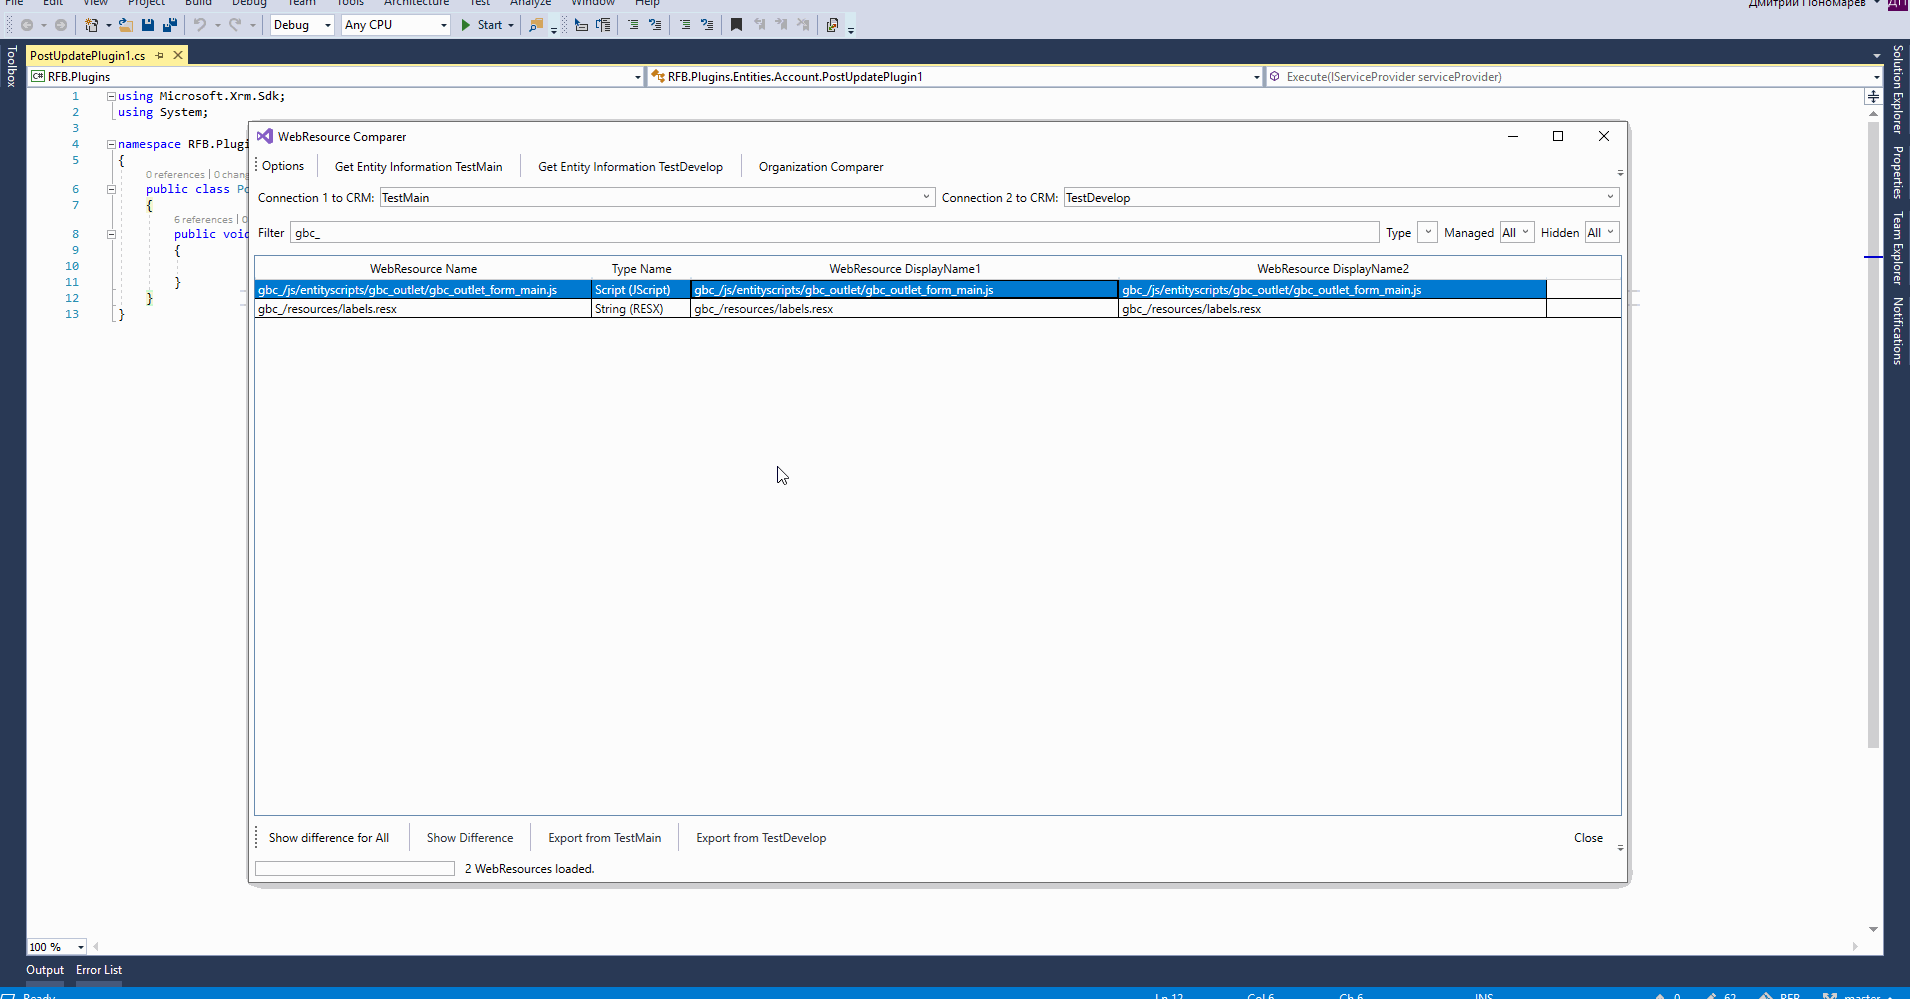 File Edit View Project Build Debug Team Tools Architecture Test Analyze Window Help
Дмитрий Пономарев ДП
Debug Any CPU Start
Toolbox
PostUpdatePlugin1.cs
C# RFB.Plugins RFB.Plugins.Entities.Account.PostUpdatePlugin1 Execute(IServiceProvider serviceProvider)
1 using Microsoft.Xrm.Sdk;
2 using System;
3
4 namespace RFB.Plugi
5 {
0 references | 0 chang
6 public class Po
7 {
6 references | 0
8 public void
9 {
10
11 }
12 }
13 }
WebResource Comparer
Options Get Entity Information TestMain Get Entity Information TestDevelop Organization Comparer
Connection 1 to CRM: TestMain Connection 2 to CRM: TestDevelop
Filter gbc_ Type Managed All Hidden All
WebResource Name Type Name WebResource DisplayName1 WebResource DisplayName2
gbc_/js/entityscripts/gbc_outlet/gbc_outlet_form_main.js Script (JScript) gbc_/js/entityscripts/gbc_outlet/gbc_outlet_form_main.js gbc_/js/entityscripts/gbc_outlet/gbc_outlet_form_main.js
gbc_/resources/labels.resx String (RESX) gbc_/resources/labels.resx gbc_/resources/labels.resx
Show difference for All Show Difference Export from TestMain Export from TestDevelop Close
2 WebResources loaded.
Solution Explorer
Properties
Team Explorer
Notifications
100 %
Output Error List
Ready Ln 12 Col 6 Ch 6 INS 0 62 RFB master